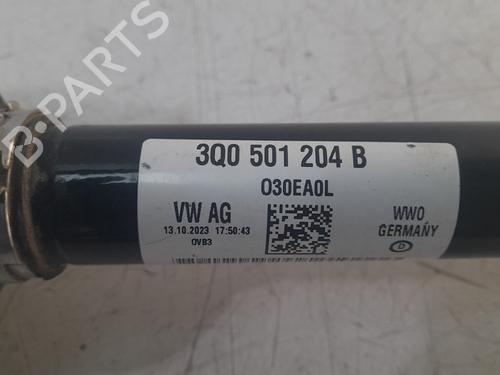 B-PARTS
3Q0 501 204 B
O30EA0L
VW AG
WWO
13.10.2023 17:50:43
GERMANY
OVB3
D